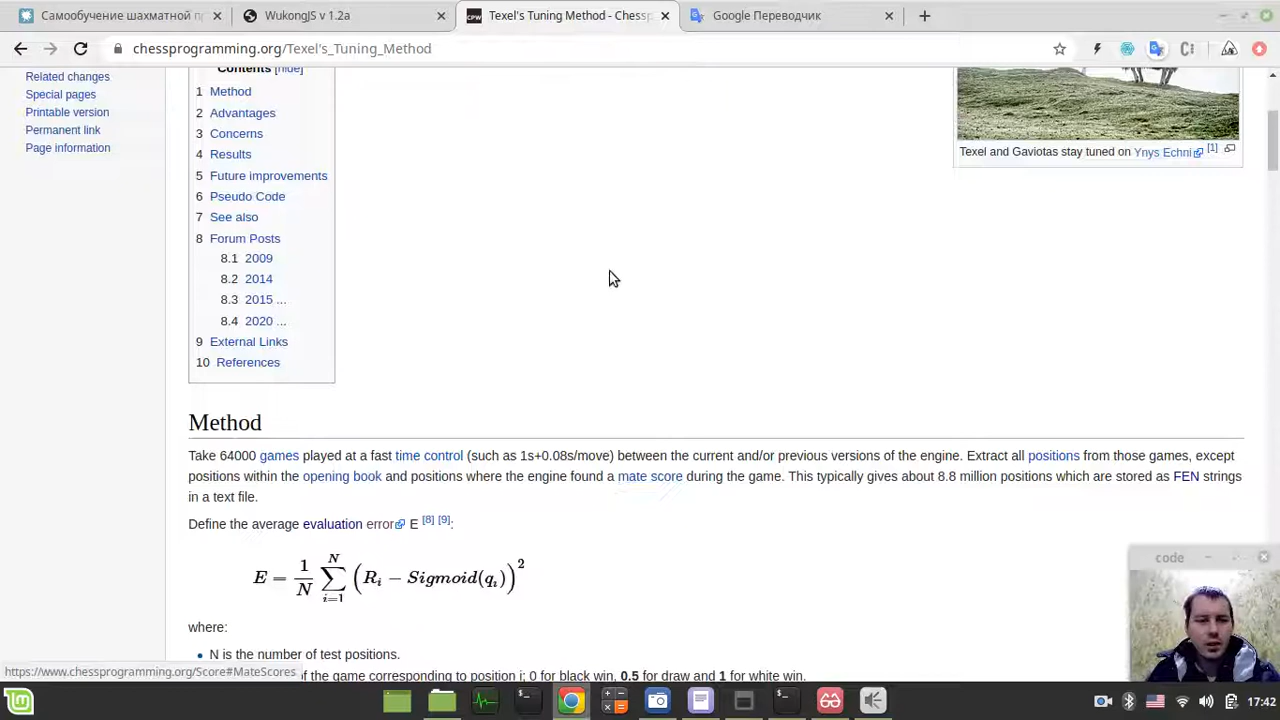 Самообучение шахматной п
WukongJS v 1.2a
CPW
Texel's Tuning Method - Chessp
Google Переводчик
chessprogramming.org/Texel's_Tuning_Method
Related changes
Special pages
Printable version
Permanent link
Page information
Contents [hide]
1 Method
2 Advantages
3 Concerns
4 Results
5 Future improvements
6 Pseudo Code
7 See also
8 Forum Posts
8.1 2009
8.2 2014
8.3 2015 ...
8.4 2020 ...
9 External Links
10 References
Texel and Gaviotas stay tuned on Ynys Echni [1]
Method
Take 64000 games played at a fast time control (such as 1s+0.08s/move) between the current and/or previous versions of the engine. Extract all positions from those games, except
positions within the opening book and positions where the engine found a mate score during the game. This typically gives about 8.8 million positions which are stored as FEN strings
in a text file.
Define the average evaluation error E [8] [9]:
E = 1/N ∑ i=1 N (Ri − Sigmoid(qi))²
where:
N is the number of test positions.
of the game corresponding to position i; 0 for black win, 0.5 for draw and 1 for white win.
https://www.chessprogramming.org/Score#MateScores
code
17:42